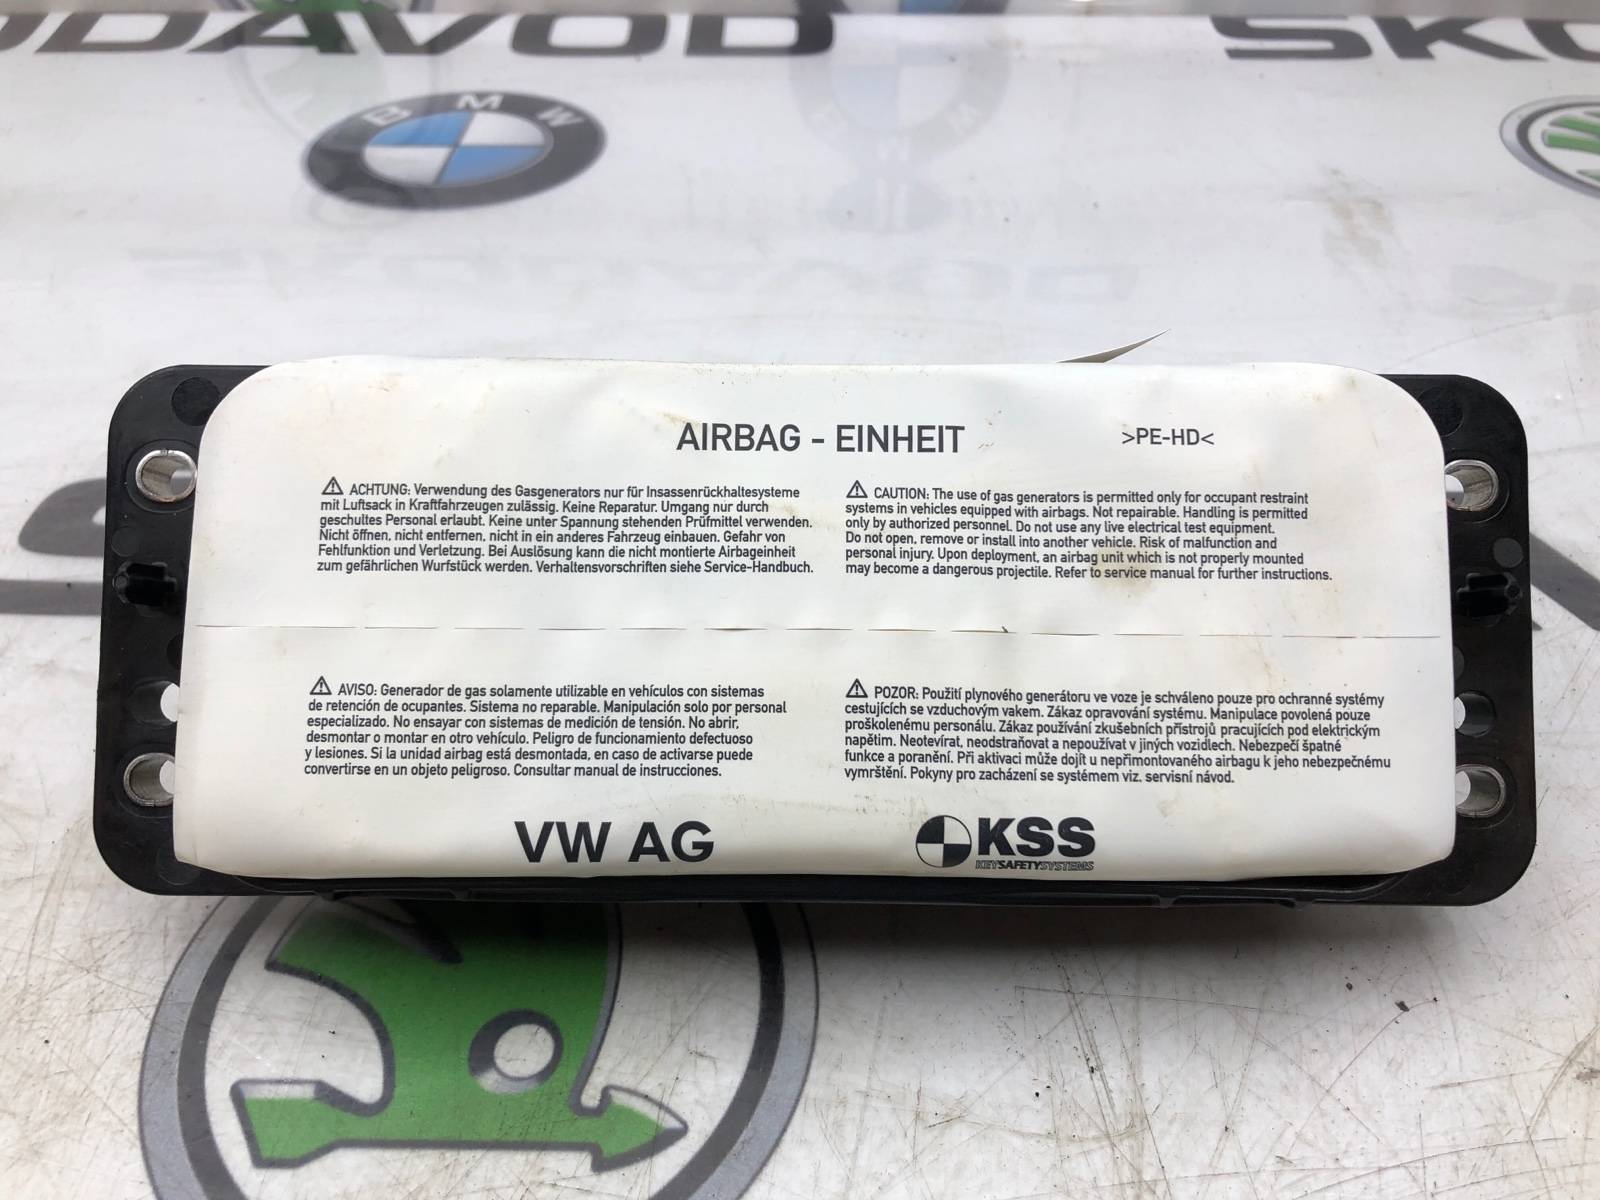 ODAVOD
SKO
BMW
AIRBAG - EINHEIT
>PE-HD<
ACHTUNG: Verwendung des Gasgenerators nur für Insassenrückhaltesysteme
mit Luftsack in Kraftfahrzeugen zulässig. Keine Reparatur. Umgang nur durch
geschultes Personal erlaubt. Keine unter Spannung stehenden Prüfmittel verwenden.
Nicht öffnen, nicht entfernen, nicht in ein anderes Fahrzeug einbauen. Gefahr von
Fehlfunktion und Verletzung. Bei Auslösung kann die nicht montierte Airbageinheit
zum gefährlichen Wurfstück werden. Verhaltensvorschriften siehe Service-Handbuch.
CAUTION: The use of gas generators is permitted only for occupant restraint
systems in vehicles equipped with airbags. Not repairable. Handling is permitted
only by authorized personnel. Do not use any live electrical test equipment.
Do not open, remove or install into another vehicle. Risk of malfunction and
personal injury. Upon deployment, an airbag unit which is not properly mounted
may become a dangerous projectile. Refer to service manual for further instructions.
AVISO: Generador de gas solamente utilizable en vehículos con sistemas
de retención de ocupantes. Sistema no reparable. Manipulación solo por personal
especializado. No ensayar con sistemas de medición de tensión. No abrir,
desmontar o montar en otro vehículo. Peligro de funcionamiento defectuoso
y lesiones. Si la unidad airbag está desmontada, en caso de activarse puede
convertirse en un objeto peligroso. Consultar manual de instrucciones.
POZOR: Použití plynového generátoru ve voze je schváleno pouze pro ochranné systémy
cestujících se vzduchovým vakem. Zákaz opravování systému. Manipulace povolená pouze
proškolenému personálu. Zákaz používání zkušebních přístrojů pracujících pod elektrickým
napětim. Neotevírat, neodstraňovat a nepoužívat v jiných vozidlech. Nebezpečí špatné
funkce a poranění. Při aktivaci může dojít u nepřimontovaného airbagu k jeho nebezpečnému
vymrštění. Pokyny pro zacházení se systémem viz. servisní návod.
VW AG
KSS
KEYSAFETYSYSTEMS